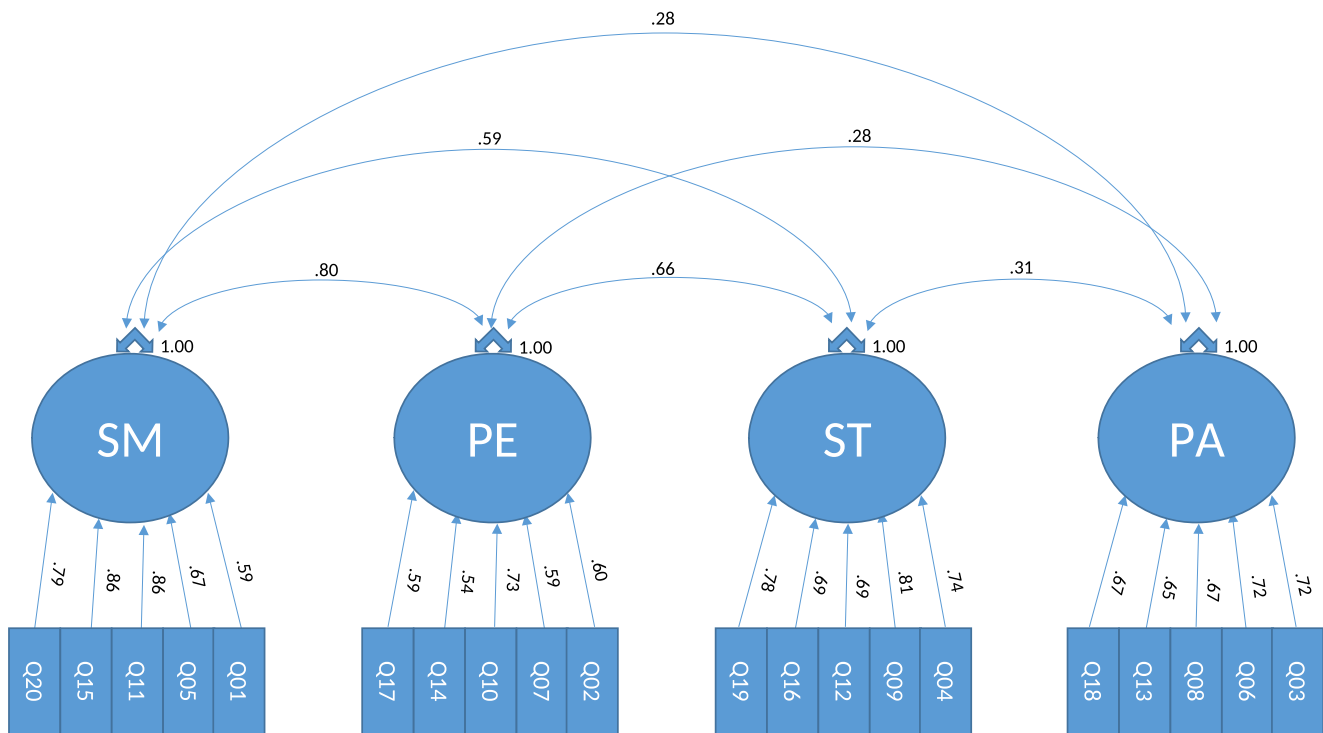 .28
.59
.28
.80
.66
.31
1.00
1.00
1.00
1.00
SM
PE
ST
PA
.79
.86
.86
.67
.59
.59
.54
.73
.59
.60
.78
.69
.69
.81
.74
.67
.65
.67
.72
.72
Q20
Q15
Q11
Q05
Q01
Q17
Q14
Q10
Q07
Q02
Q19
Q16
Q12
Q09
Q04
Q18
Q13
Q08
Q06
Q03